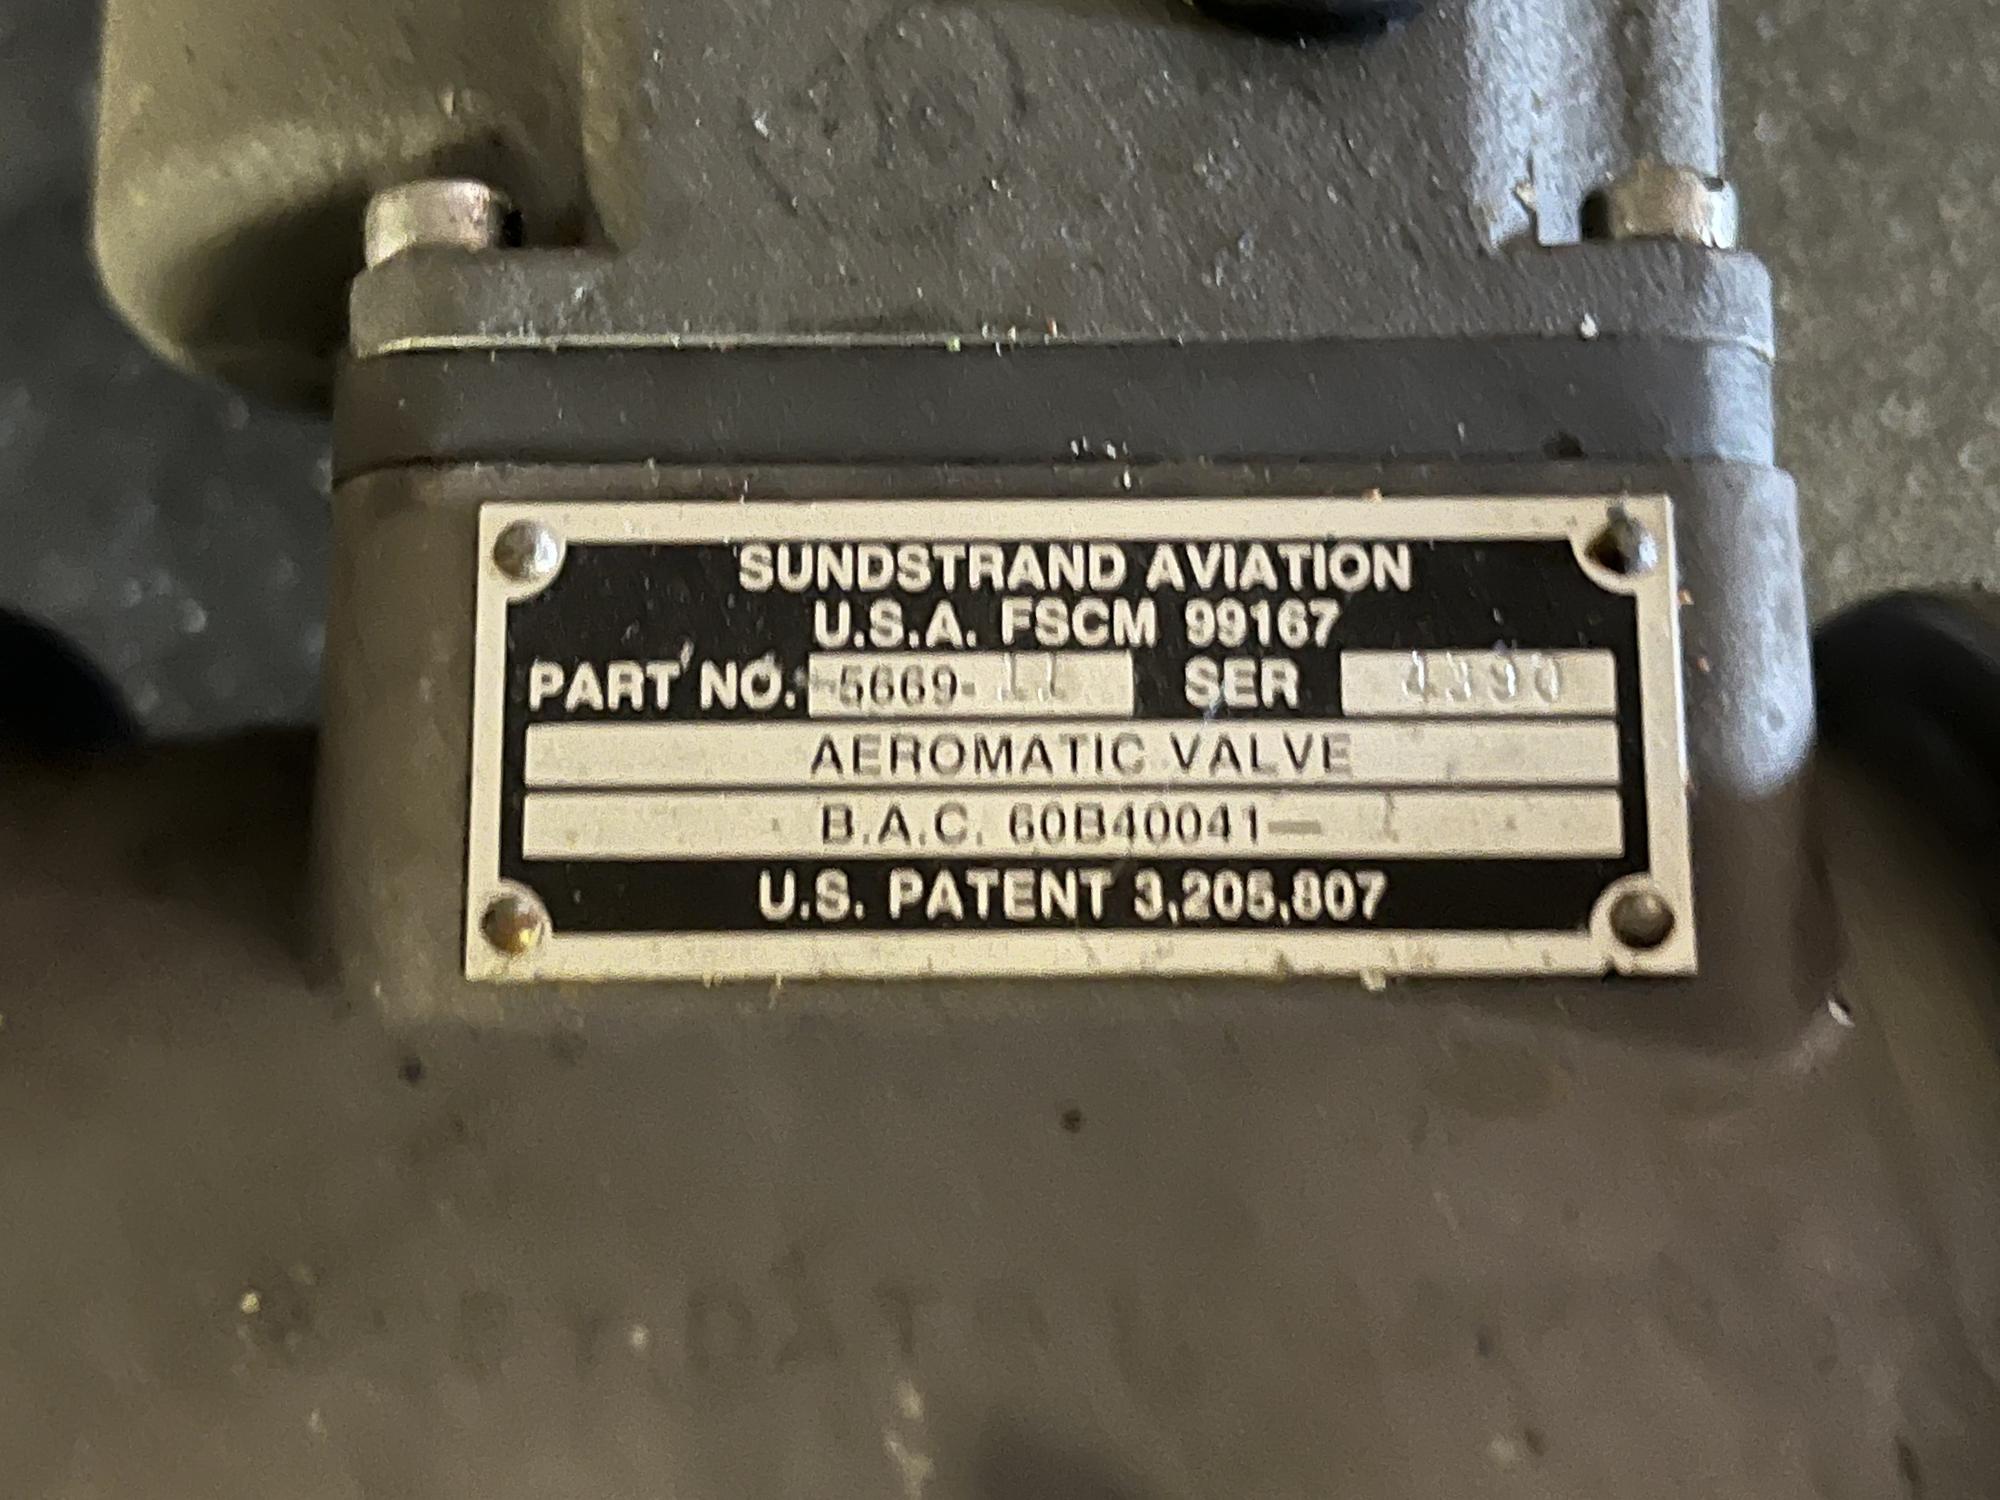 SUNDSTRAND AVIATION
U.S.A. FSCM 99167
PART NO. 5669- SER
AEROMATIC VALVE
B.A.C. 60B40041—
U.S. PATENT 3,205,807